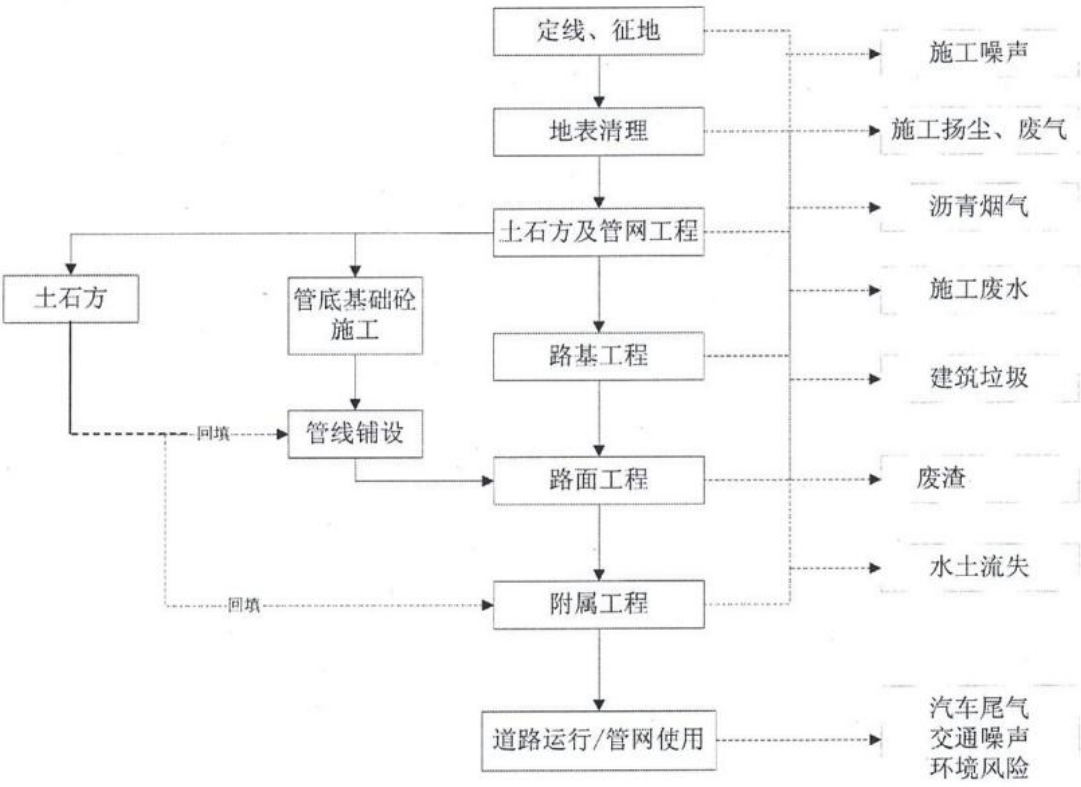 定线、征地
施工噪声
地表清理
施工扬尘、废气
沥青烟气
土石方及管网工程
土石方
管底基础砼
施工
施工废水
路基工程
建筑垃圾
回填
管线铺设
路面工程
废渣
水土流失
回填
附属工程
道路运行/管网使用
汽车尾气
交通噪声
环境风险